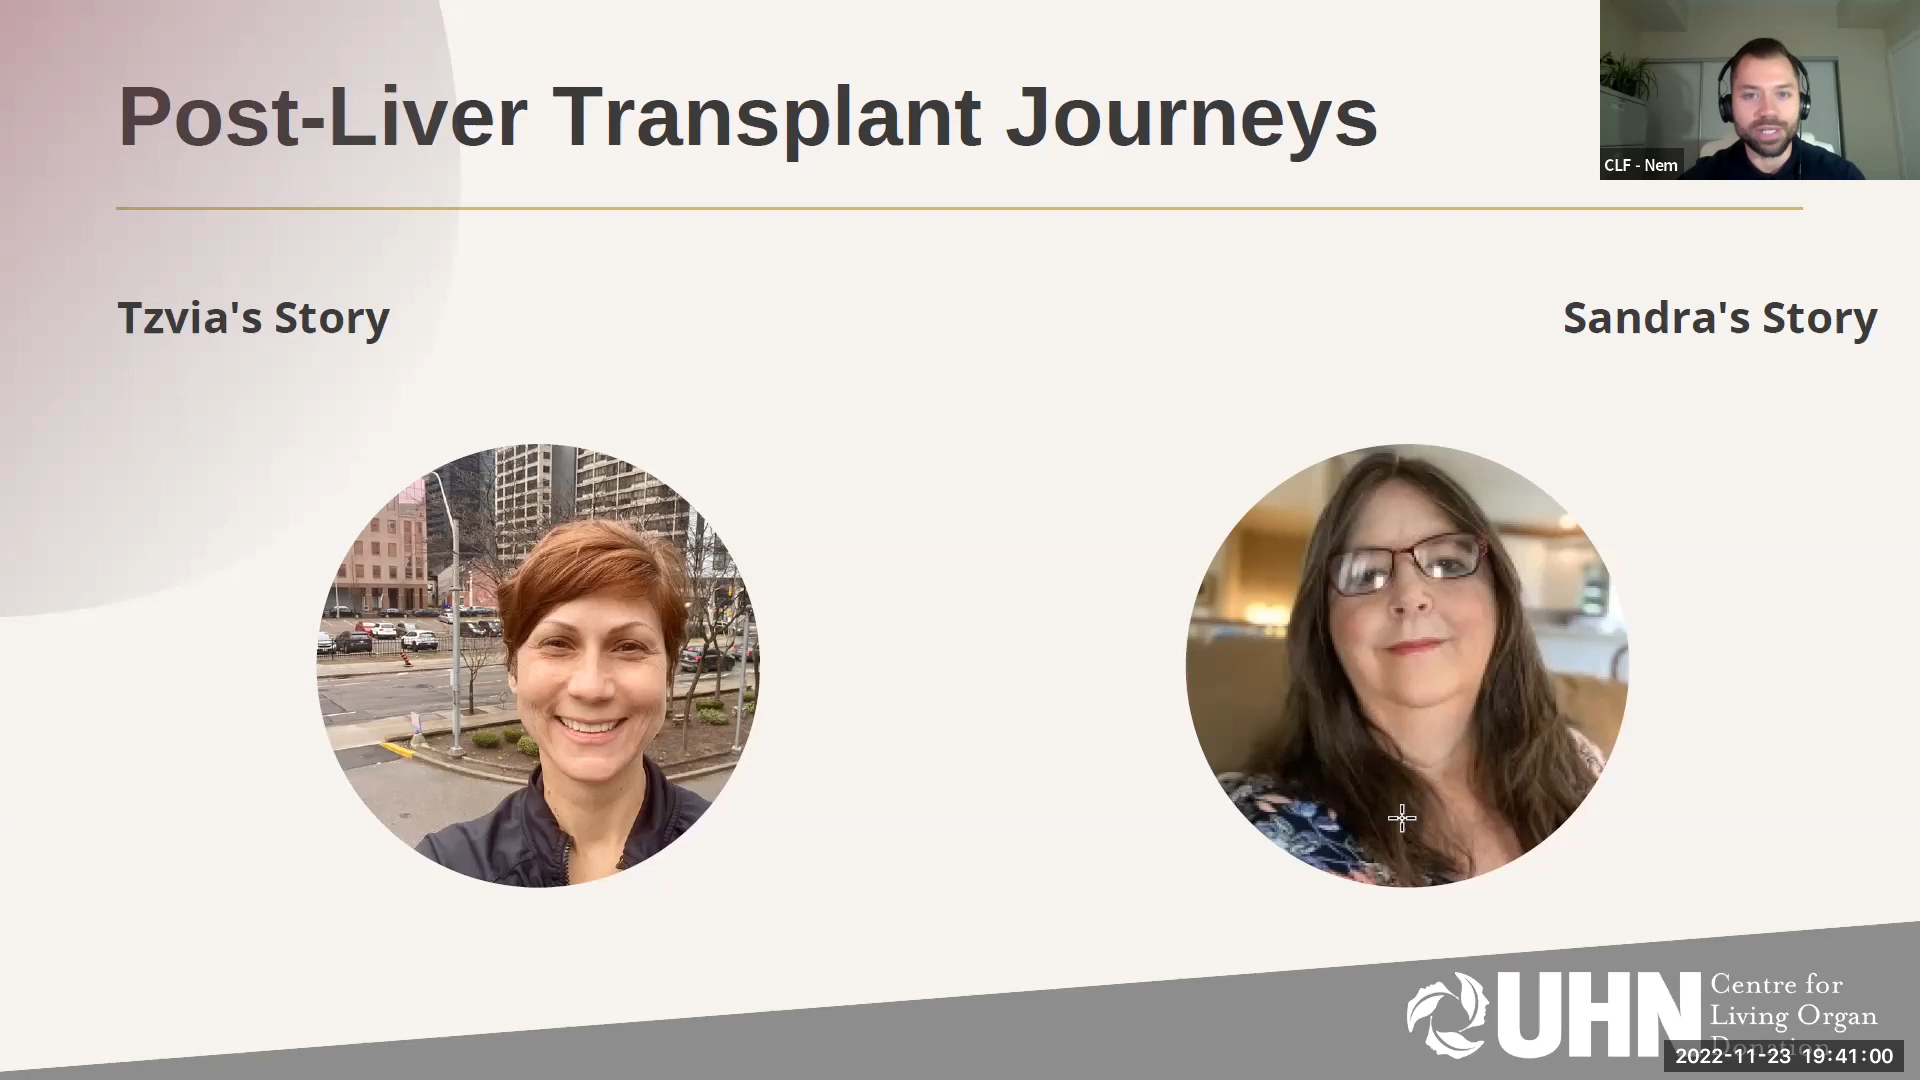 Post-Liver Transplant Journeys
CLF - Nem
Tzvia's Story
Sandra's Story
UHN
Centre for
Living Organ
Donation
2022-11-23 19:41:00